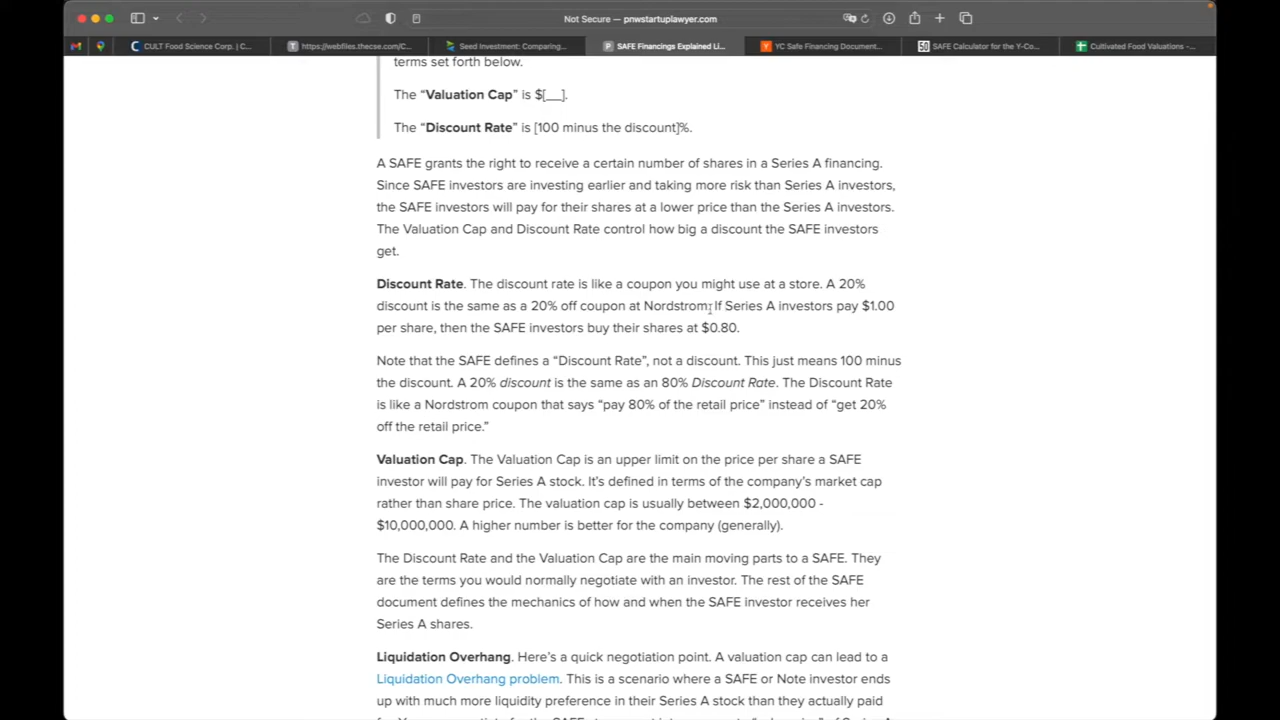 Not Secure — pnwstartuplawyer.com
CULT Food Science Corp. | C...
https://webfiles.thecse.com/C...
Seed Investment: Comparing...
SAFE Financings Explained Li...
YC Safe Financing Document...
SAFE Calculator for the Y-Co...
Cultivated Food Valuations -...
terms set forth below.
The “Valuation Cap” is $[__].
The “Discount Rate” is [100 minus the discount]%.
A SAFE grants the right to receive a certain number of shares in a Series A financing.
Since SAFE investors are investing earlier and taking more risk than Series A investors,
the SAFE investors will pay for their shares at a lower price than the Series A investors.
The Valuation Cap and Discount Rate control how big a discount the SAFE investors
get.
Discount Rate. The discount rate is like a coupon you might use at a store. A 20%
discount is the same as a 20% off coupon at Nordstrom. If Series A investors pay $1.00
per share, then the SAFE investors buy their shares at $0.80.
Note that the SAFE defines a “Discount Rate”, not a discount. This just means 100 minus
the discount. A 20% discount is the same as an 80% Discount Rate. The Discount Rate
is like a Nordstrom coupon that says “pay 80% of the retail price” instead of “get 20%
off the retail price.”
Valuation Cap. The Valuation Cap is an upper limit on the price per share a SAFE
investor will pay for Series A stock. It’s defined in terms of the company’s market cap
rather than share price. The valuation cap is usually between $2,000,000 -
$10,000,000. A higher number is better for the company (generally).
The Discount Rate and the Valuation Cap are the main moving parts to a SAFE. They
are the terms you would normally negotiate with an investor. The rest of the SAFE
document defines the mechanics of how and when the SAFE investor receives her
Series A shares.
Liquidation Overhang. Here’s a quick negotiation point. A valuation cap can lead to a
Liquidation Overhang problem. This is a scenario where a SAFE or Note investor ends
up with much more liquidity preference in their Series A stock than they actually paid